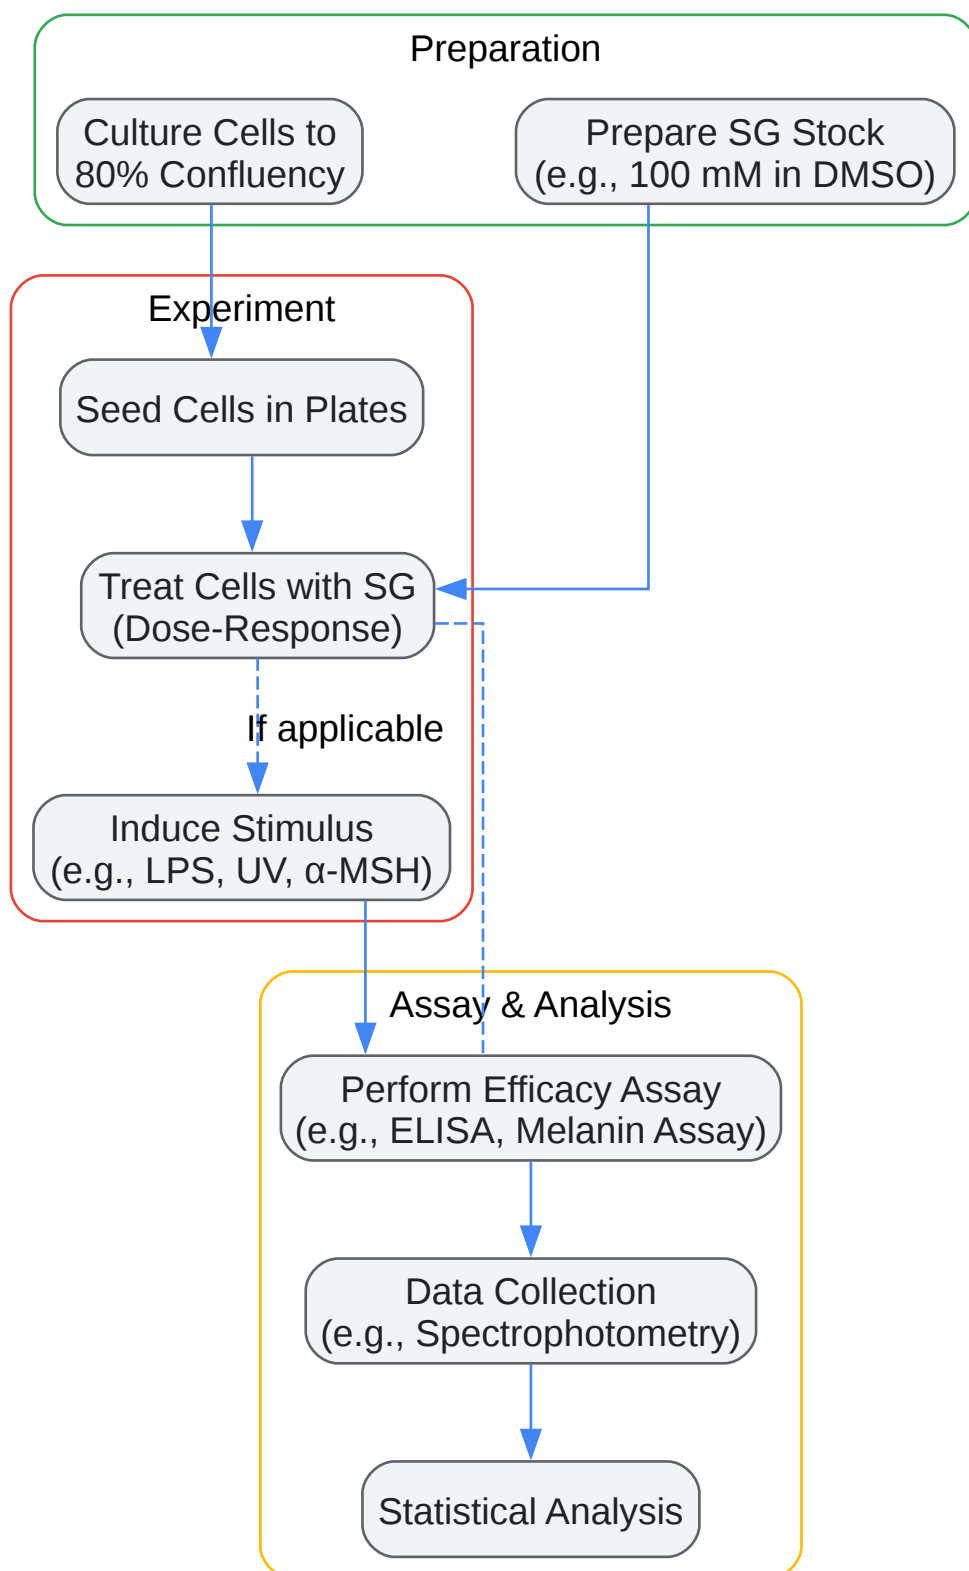 Preparation
Culture Cells to
80% Confluency
Prepare SG Stock
(e.g., 100 mM in DMSO)
Experiment
Seed Cells in Plates
Treat Cells with SG
(Dose-Response)
If applicable
Induce Stimulus
(e.g., LPS, UV, α-MSH)
Assay & Analysis
Perform Efficacy Assay
(e.g., ELISA, Melanin Assay)
Data Collection
(e.g., Spectrophotometry)
Statistical Analysis